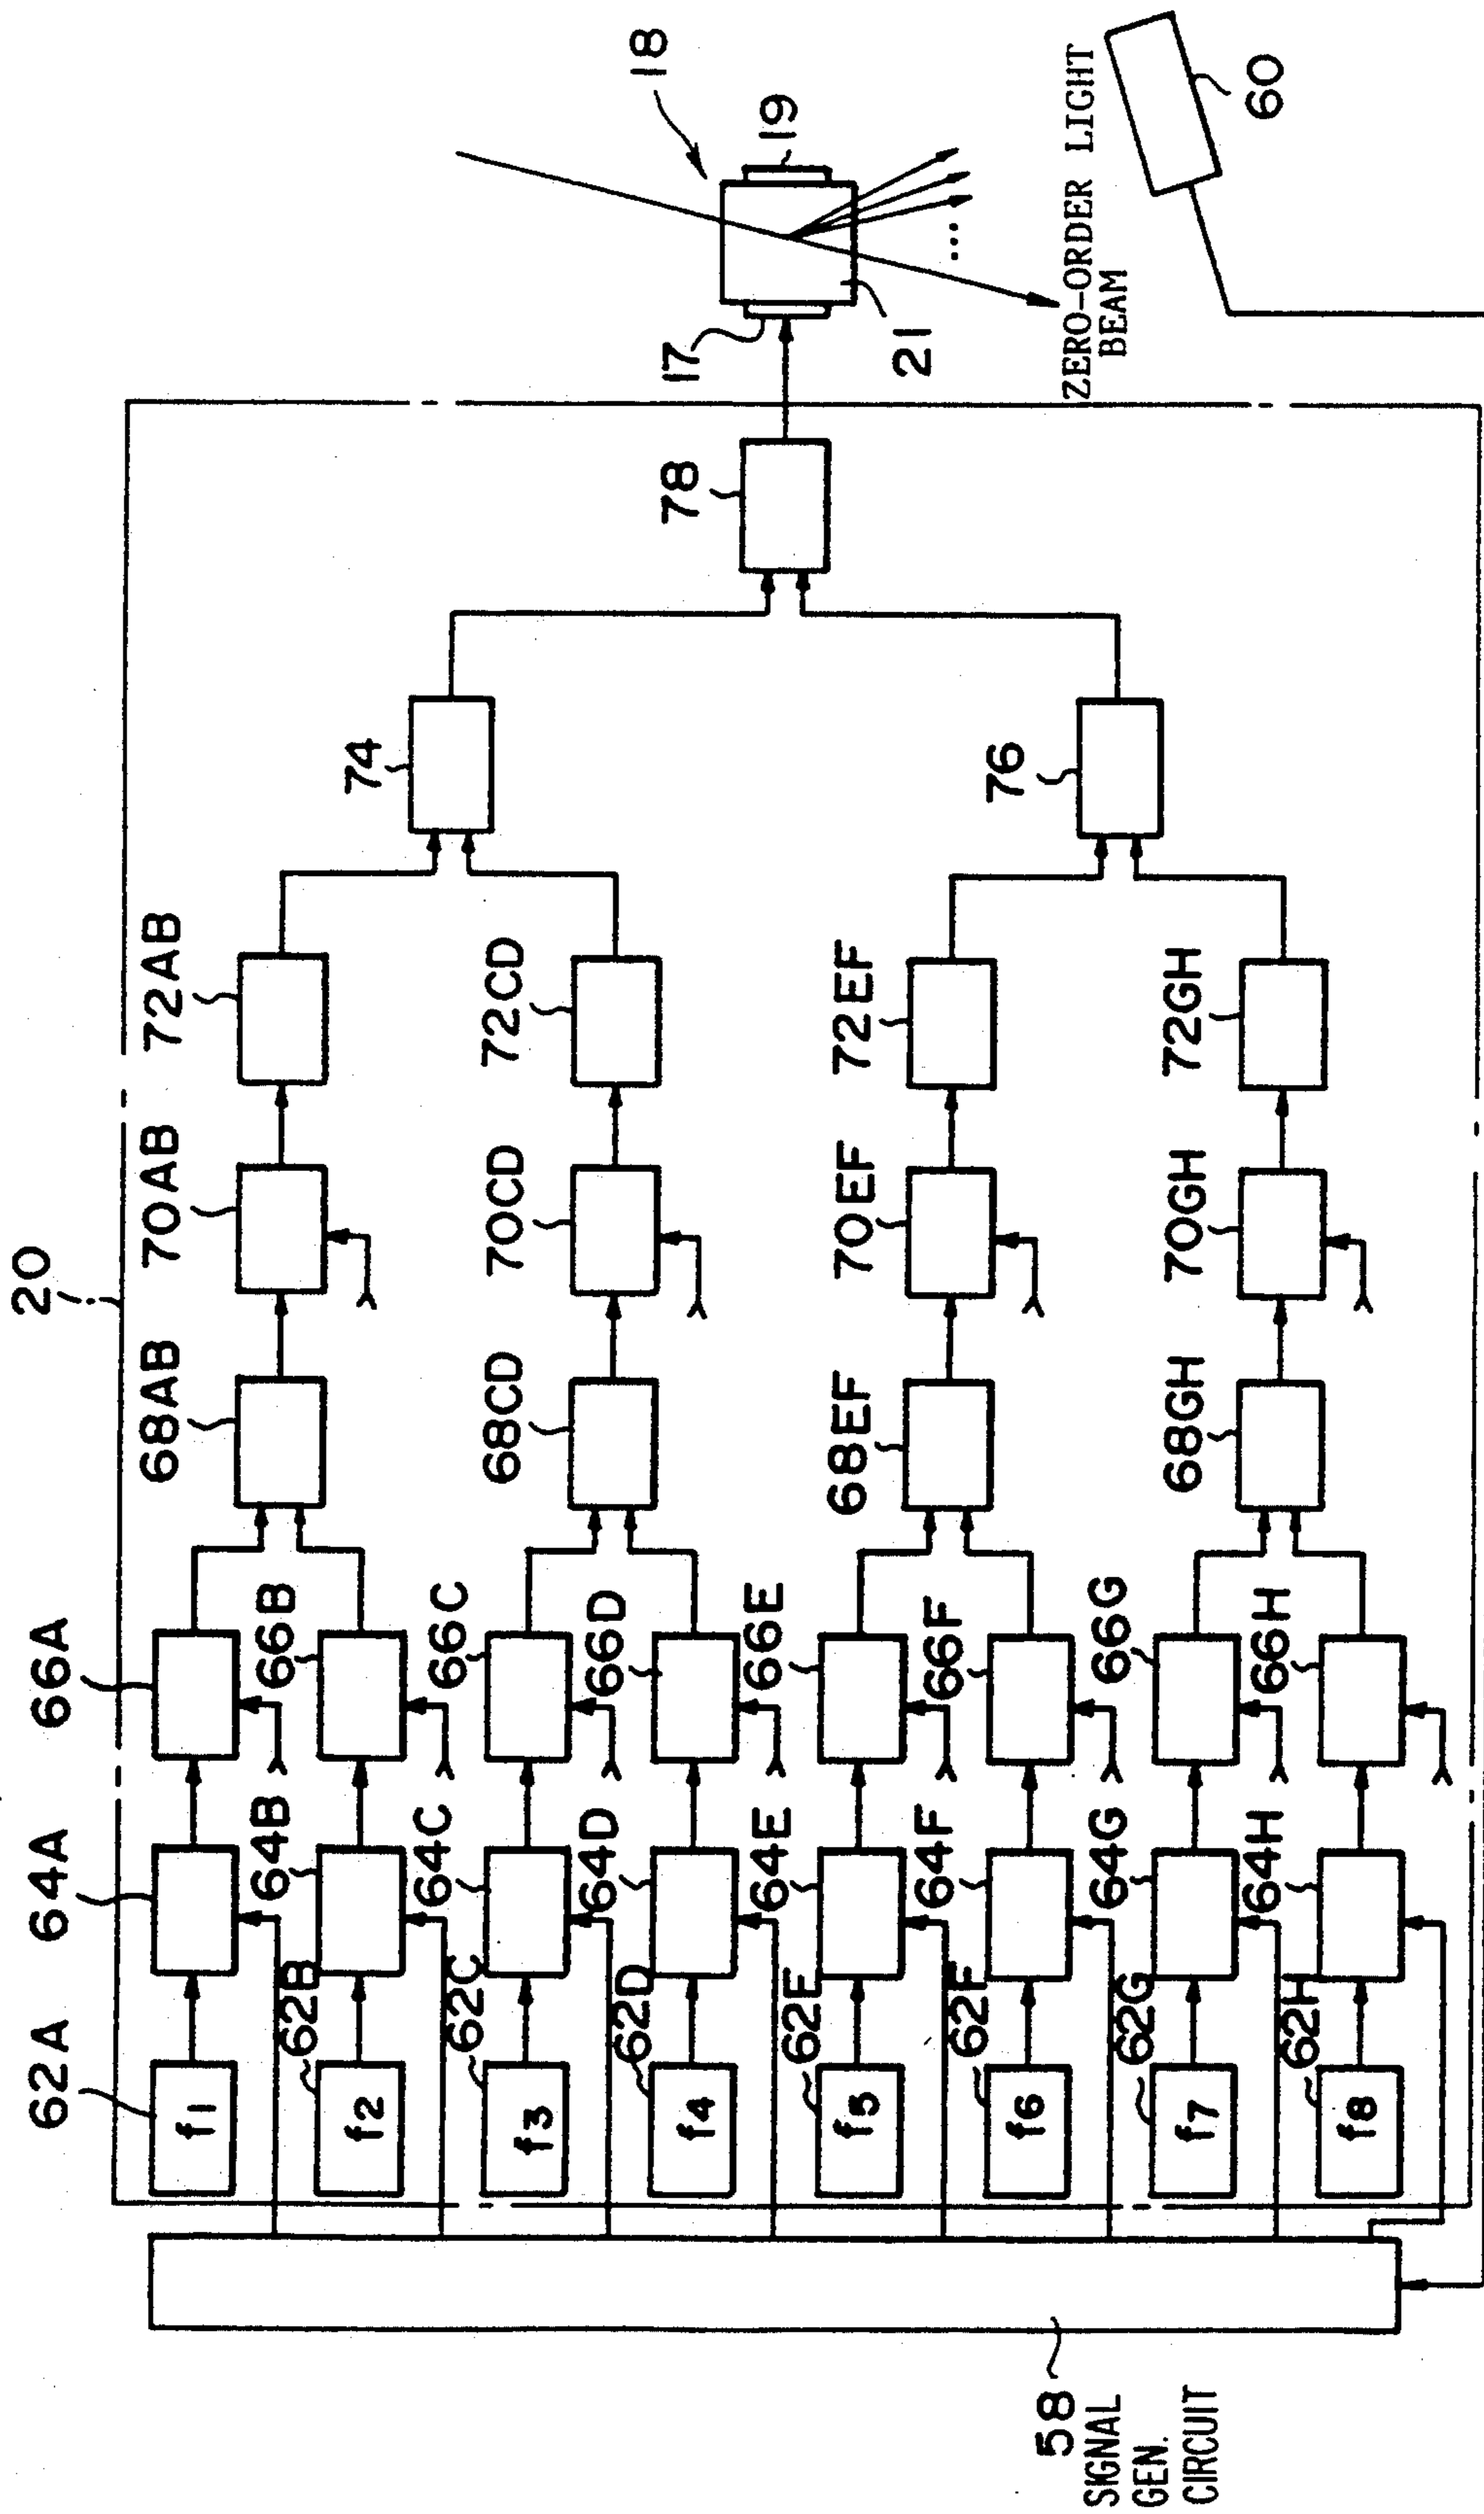 20
62A
64A
66A
68AB
70AB
72AB
74
78
18
17
19
21
f1
62B
64B
66B
f2
62C
64C
66C
68CD
70CD
72CD
f3
62D
64D
66D
f4
62E
64E
66E
68EF
70EF
72EF
76
f5
62F
64F
66F
f6
62G
64G
66G
68GH
70GH
72GH
f7
62H
64H
66H
f8
ZERO-ORDER LIGHT
BEAM
60
58
SIGNAL
GEN.
CIRCUIT
...